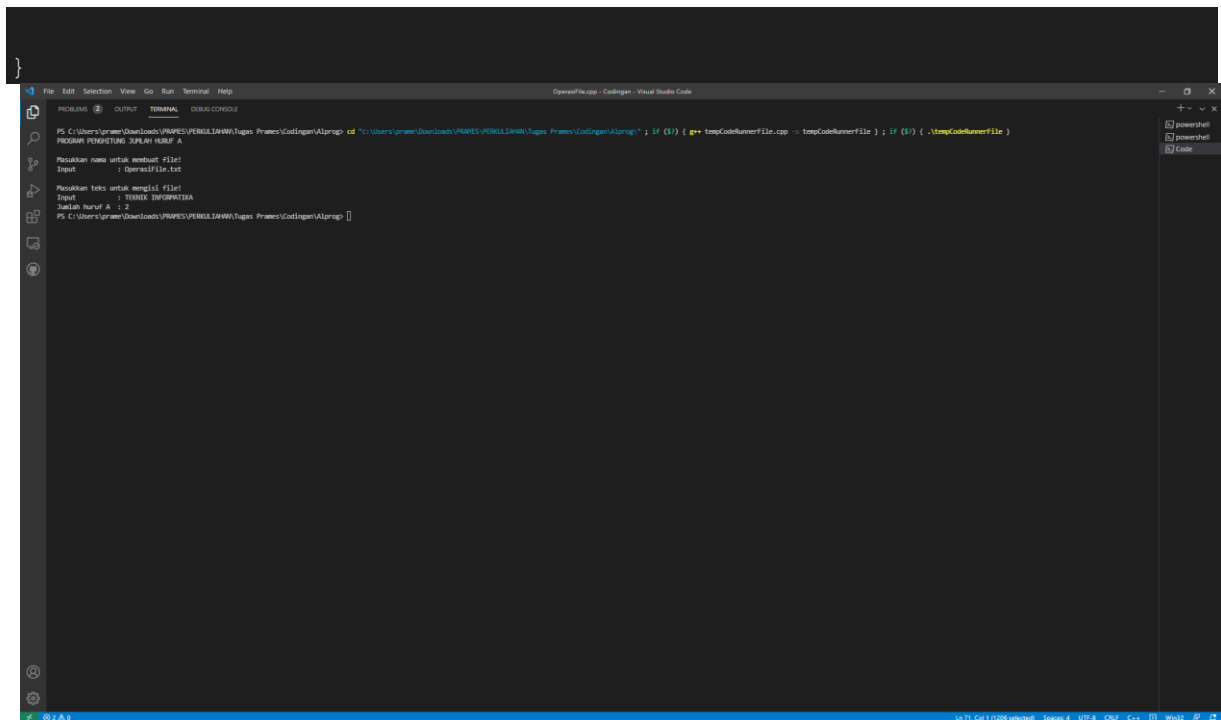 }
File Edit Selection View Go Run Terminal Help
OperasiFile.cpp - Codingan - Visual Studio Code
PROBLEMS 2 OUTPUT TERMINAL DEBUG CONSOLE
PS C:\Users\prame\Downloads\PRAMES\PERKULIAHAN\Tugas Prames\Codingan\Alprog> cd "c:\Users\prame\Downloads\PRAMES\PERKULIAHAN\Tugas Prames\Codingan\Alprog\" ; if ($?) { g++ tempCodeRunnerFile.cpp -o tempCodeRunnerFile } ; if ($?) { .\tempCodeRunnerFile }
PROGRAM PENGHITUNG JUMLAH HURUF A
Masukkan nama untuk membuat file!
Input : OperasiFile.txt
Masukkan teks untuk mengisi file!
Input : TEKNIK INFORMATIKA
Jumlah huruf A : 2
PS C:\Users\prame\Downloads\PRAMES\PERKULIAHAN\Tugas Prames\Codingan\Alprog>
powershell
powershell
Code
2 0
Ln 71, Col 1 (1206 selected) Spaces: 4 UTF-8 CRLF C++ Win32